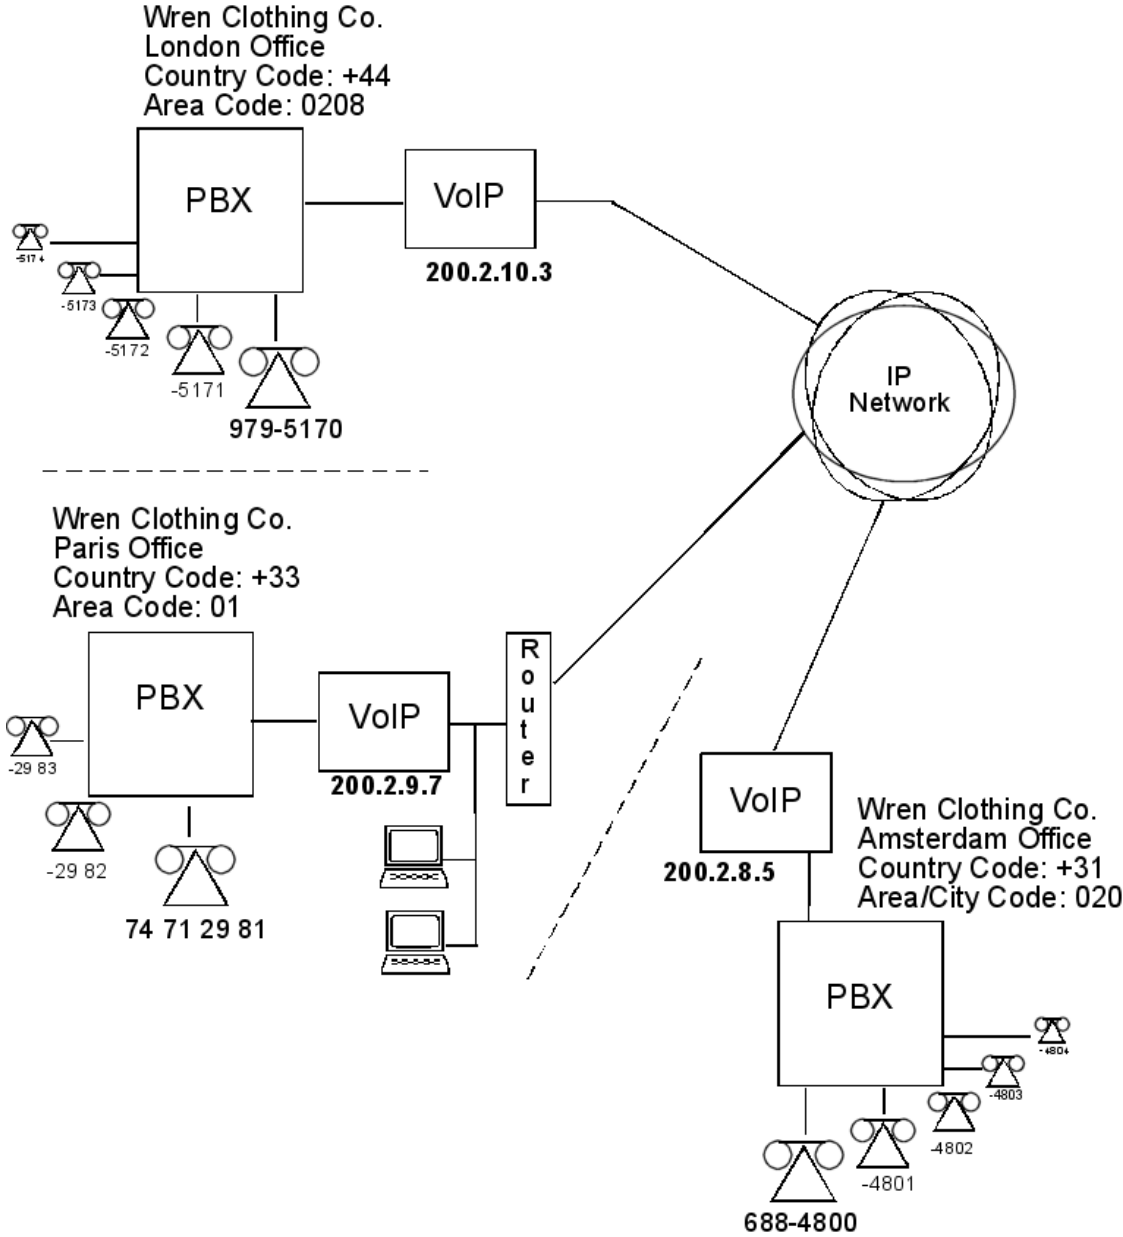 Wren Clothing Co.
London Office
Country Code: +44
Area Code: 0208
PBX
VoIP
200.2.10.3
-5174
-5173
-5172
-5171
979-5170
IP
Network
Wren Clothing Co.
Paris Office
Country Code: +33
Area Code: 01
PBX
VoIP
200.2.9.7
Router
-29 83
-29 82
74 71 29 81
VoIP
200.2.8.5
Wren Clothing Co.
Amsterdam Office
Country Code: +31
Area/City Code: 020
PBX
-4804
-4803
-4802
-4801
688-4800